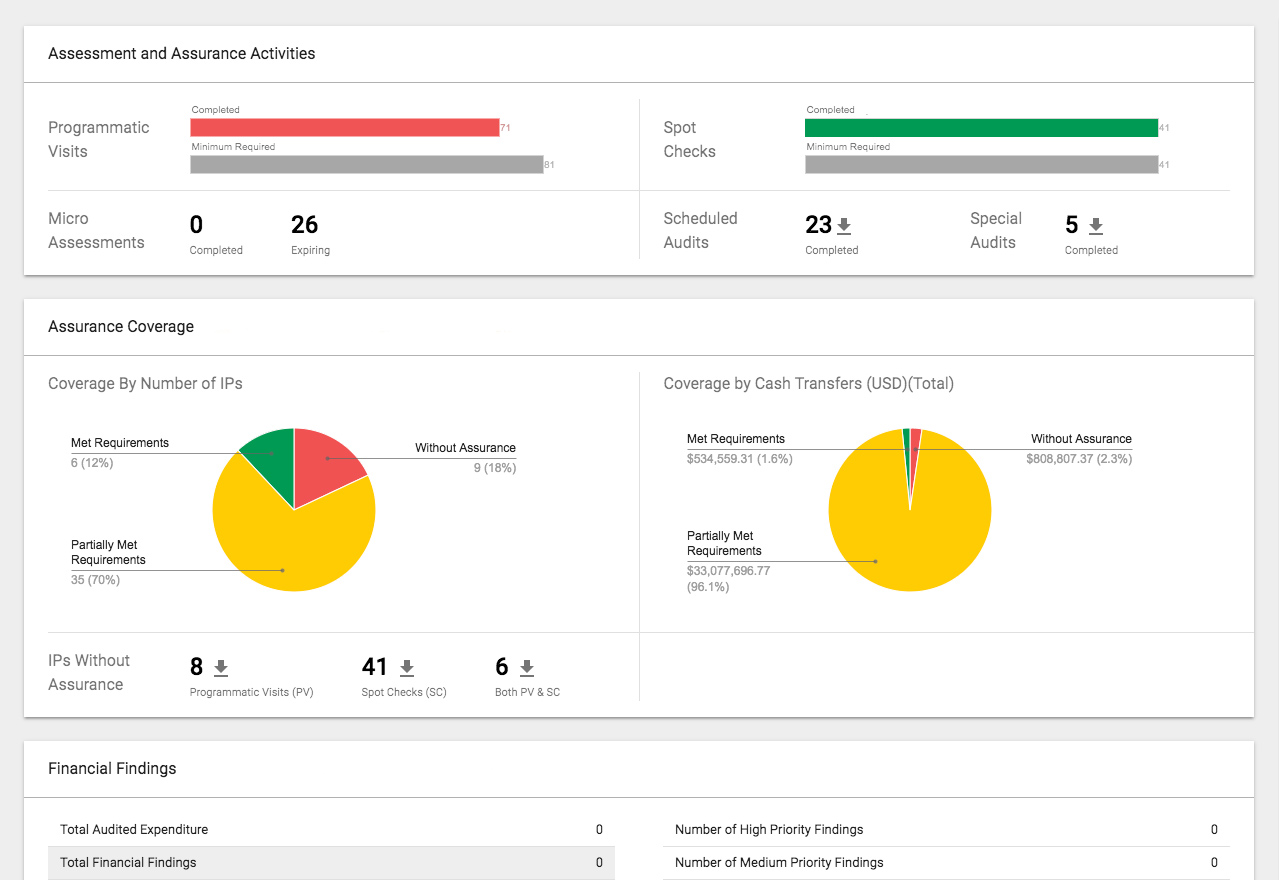 Assessment and Assurance Activities
Programmatic
Visits
Completed
71
Minimum Required
81
Spot
Checks
Completed
41
Minimum Required
41
Micro
Assessments
0
Completed
26
Expiring
Scheduled
Audits
23
Completed
Special
Audits
5
Completed
Assurance Coverage
Coverage By Number of IPs
Met Requirements
6 (12%)
Without Assurance
9 (18%)
Partially Met
Requirements
35 (70%)
Coverage by Cash Transfers (USD)(Total)
Met Requirements
$534,559.31 (1.6%)
Without Assurance
$808,807.37 (2.3%)
Partially Met
Requirements
$33,077,696.77
(96.1%)
IPs Without
Assurance
8
Programmatic Visits (PV)
41
Spot Checks (SC)
6
Both PV & SC
Financial Findings
Total Audited Expenditure 0
Total Financial Findings 0
Number of High Priority Findings 0
Number of Medium Priority Findings 0